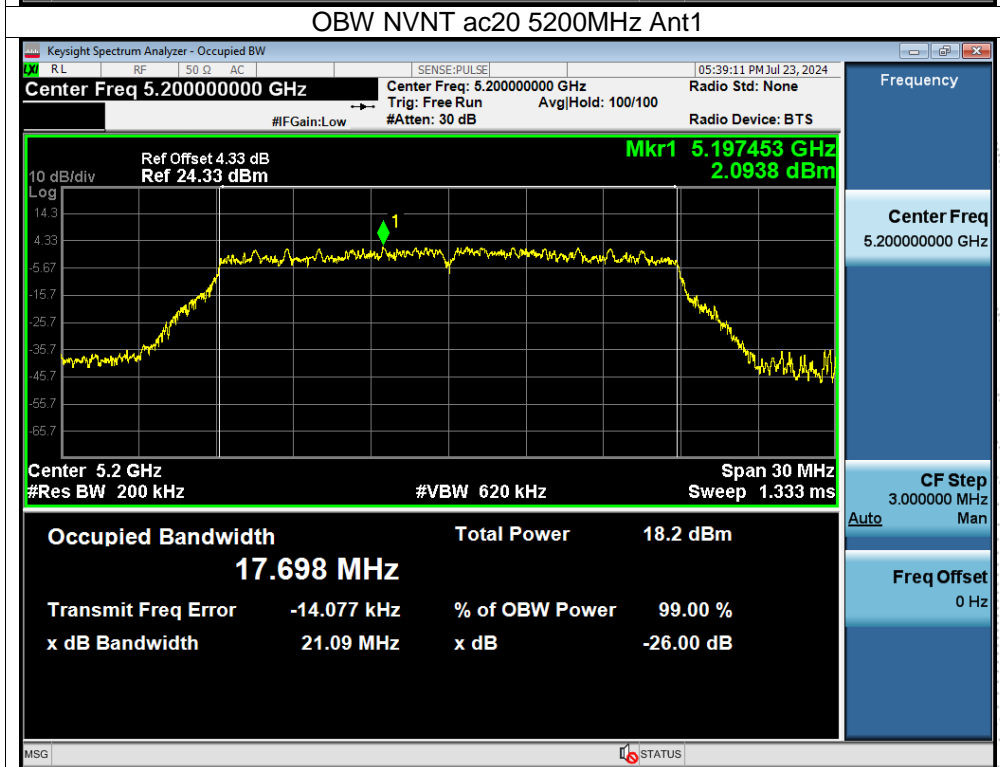 OBW NVNT ac20 5200MHz Ant1
Keysight Spectrum Analyzer - Occupied BW
LXI RL RF 50 Ω AC SENSE:PULSE 05:39:11 PM Jul 23, 2024
Center Freq 5.200000000 GHz
#IFGain:Low
Center Freq: 5.200000000 GHz
Trig: Free Run Avg|Hold: 100/100
#Atten: 30 dB
Radio Std: None
Radio Device: BTS
Ref Offset 4.33 dB
10 dB/div Ref 24.33 dBm
Mkr1 5.197453 GHz
2.0938 dBm
Log
14.3
4.33
-5.67
-15.7
-25.7
-35.7
-45.7
-55.7
-65.7
1
Center 5.2 GHz Span 30 MHz
#Res BW 200 kHz #VBW 620 kHz Sweep 1.333 ms
Occupied Bandwidth Total Power 18.2 dBm
17.698 MHz
Transmit Freq Error -14.077 kHz % of OBW Power 99.00 %
x dB Bandwidth 21.09 MHz x dB -26.00 dB
Frequency
Center Freq
5.200000000 GHz
CF Step
3.000000 MHz
Auto Man
Freq Offset
0 Hz
MSG STATUS